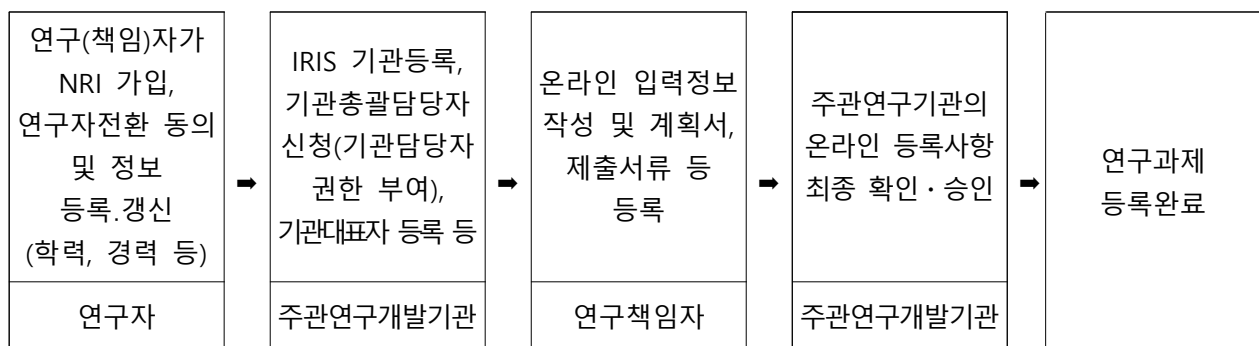 연구(책임)자가
NRI 가입,
연구자전환 동의
및 정보
등록.갱신
(학력, 경력 등)
연구자
➡
IRIS 기관등록,
기관총괄담당자
신청(기관담당자
권한 부여),
기관대표자 등록 등
주관연구개발기관
➡
온라인 입력정보
작성 및 계획서,
제출서류 등
등록
연구책임자
➡
주관연구기관의
온라인 등록사항
최종 확인·승인
주관연구개발기관
➡
연구과제
등록완료